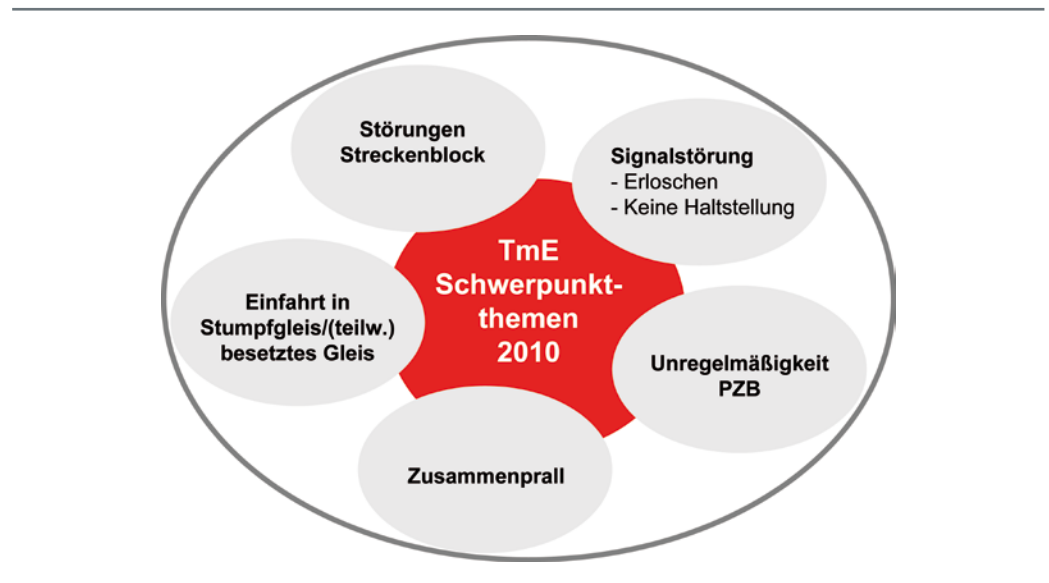 Störungen
Streckenblock
Signalstörung
- Erloschen
- Keine Haltstellung
TmE
Schwerpunkt-
themen
2010
Einfahrt in
Stumpfgleis/(teilw.)
besetztes Gleis
Unregelmäßigkeit
PZB
Zusammenprall